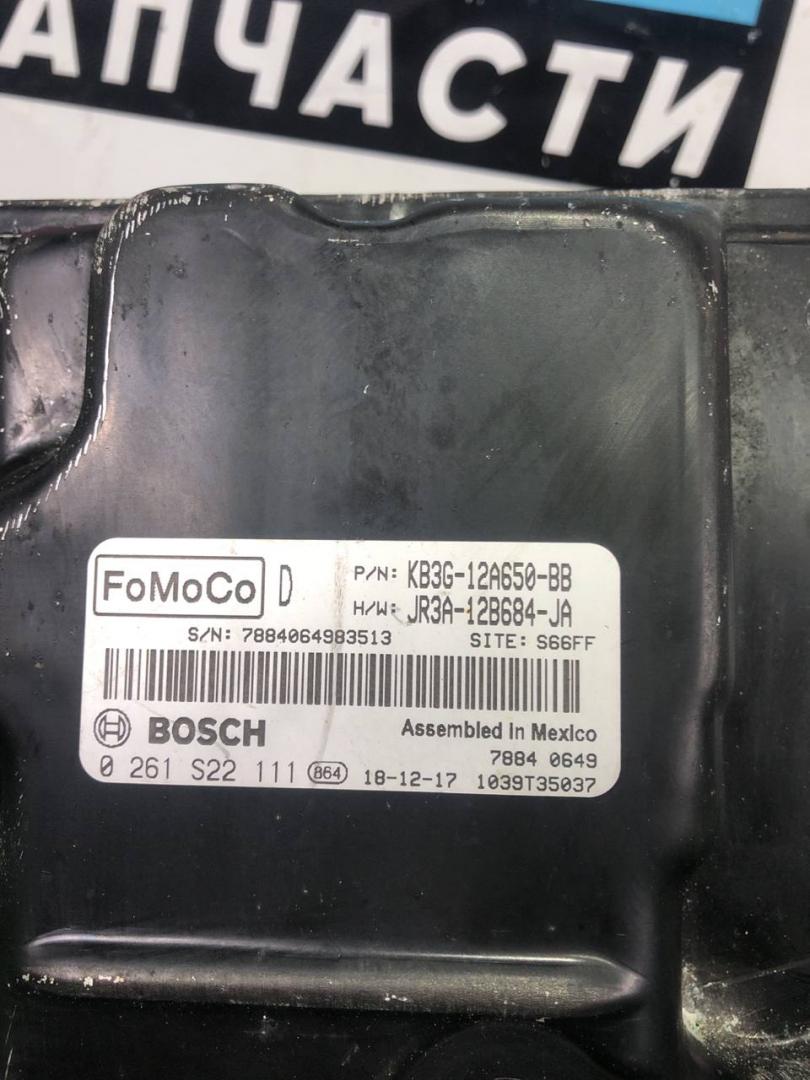 АПЧАСТИ
FoMoCo D P/N: KB3G-12A650-BB
H/W: JR3A-12B684-JA
S/N: 7884064983513 SITE: S66FF
BOSCH Assembled in Mexico
7884 0649
0 261 S22 111 864 18-12-17 1039T35037